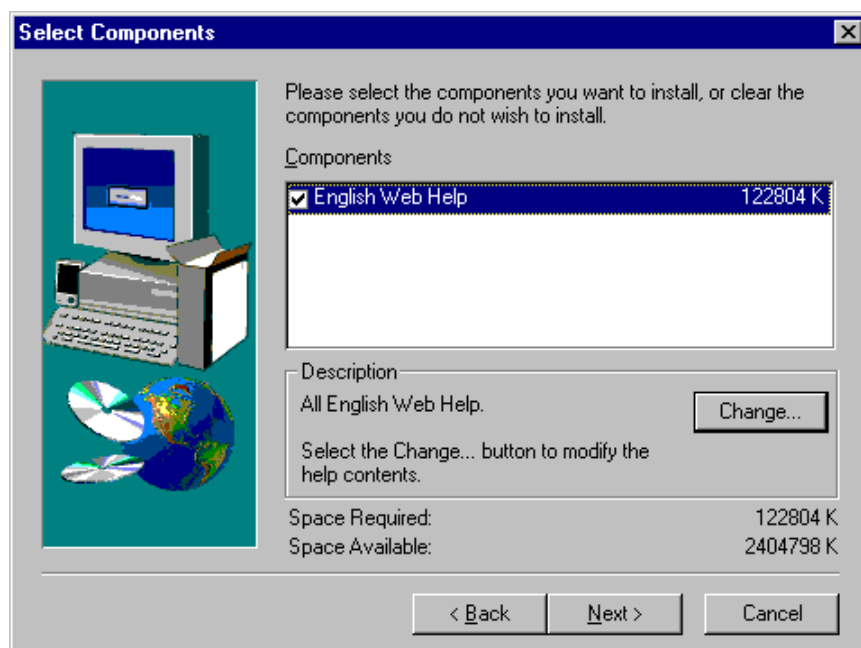 Select Components
Please select the components you want to install, or clear the
components you do not wish to install.
Components
English Web Help 122804 K
Description
All English Web Help.
Change...
Select the Change... button to modify the
help contents.
Space Required: 122804 K
Space Available: 2404798 K
< Back Next > Cancel